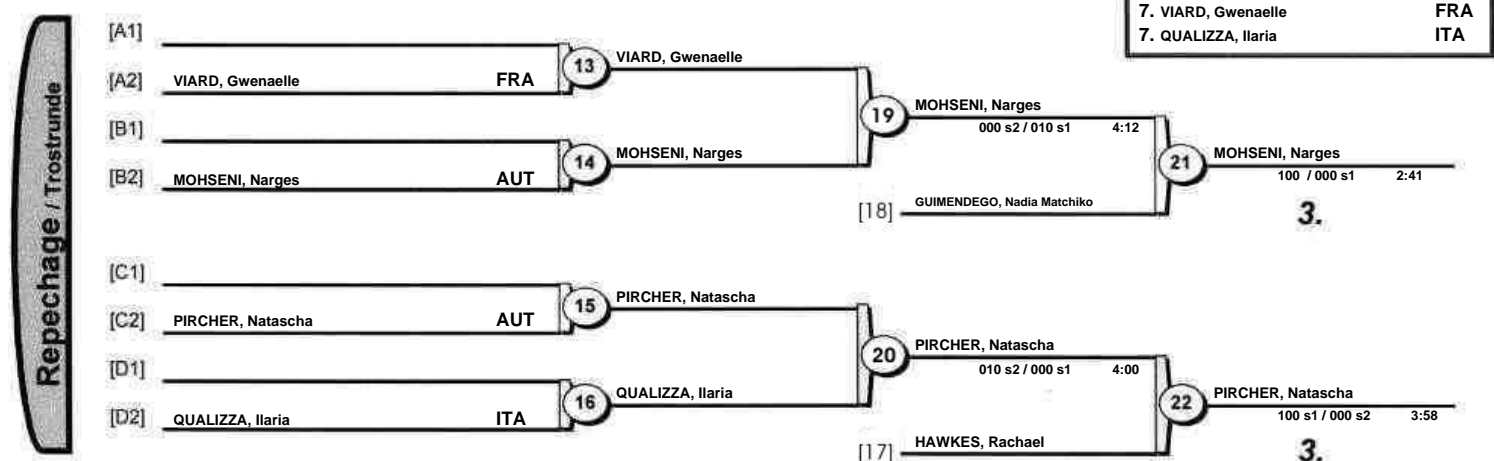 7. VIARD, Gwenaelle FRA
7. QUALIZZA, Ilaria ITA
Repechage / Trostrunde
[A1]
[A2] VIARD, Gwenaelle FRA
13 VIARD, Gwenaelle
[B1]
[B2] MOHSENI, Narges AUT
14 MOHSENI, Narges
19 MOHSENI, Narges
000 s2 / 010 s1 4:12
[18] GUIMENDEGO, Nadia Matchiko
21 MOHSENI, Narges
100 / 000 s1 2:41
3.
[C1]
[C2] PIRCHER, Natascha AUT
15 PIRCHER, Natascha
[D1]
[D2] QUALIZZA, Ilaria ITA
16 QUALIZZA, Ilaria
20 PIRCHER, Natascha
010 s2 / 000 s1 4:00
[17] HAWKES, Rachael
22 PIRCHER, Natascha
100 s1 / 000 s2 3:58
3.